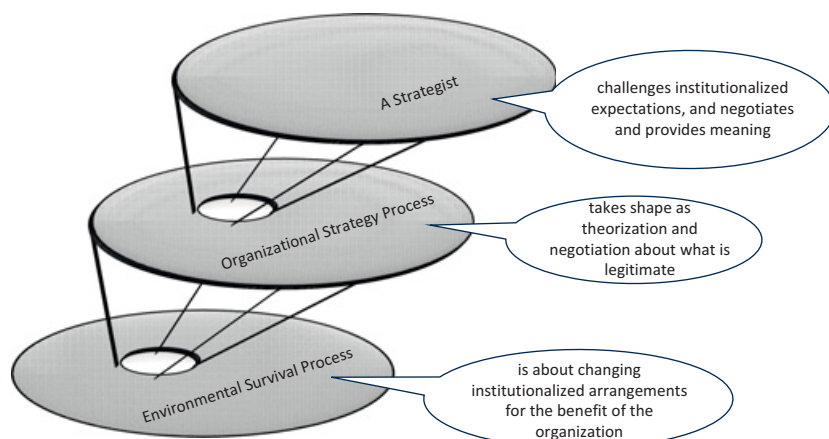 A Strategist
challenges institutionalized
expectations, and negotiates
and provides meaning
Organizational Strategy Process
takes shape as
theorization and
negotiation about what is
legitimate
Environmental Survival Process
is about changing
institutionalized arrangements
for the benefit of the
organization